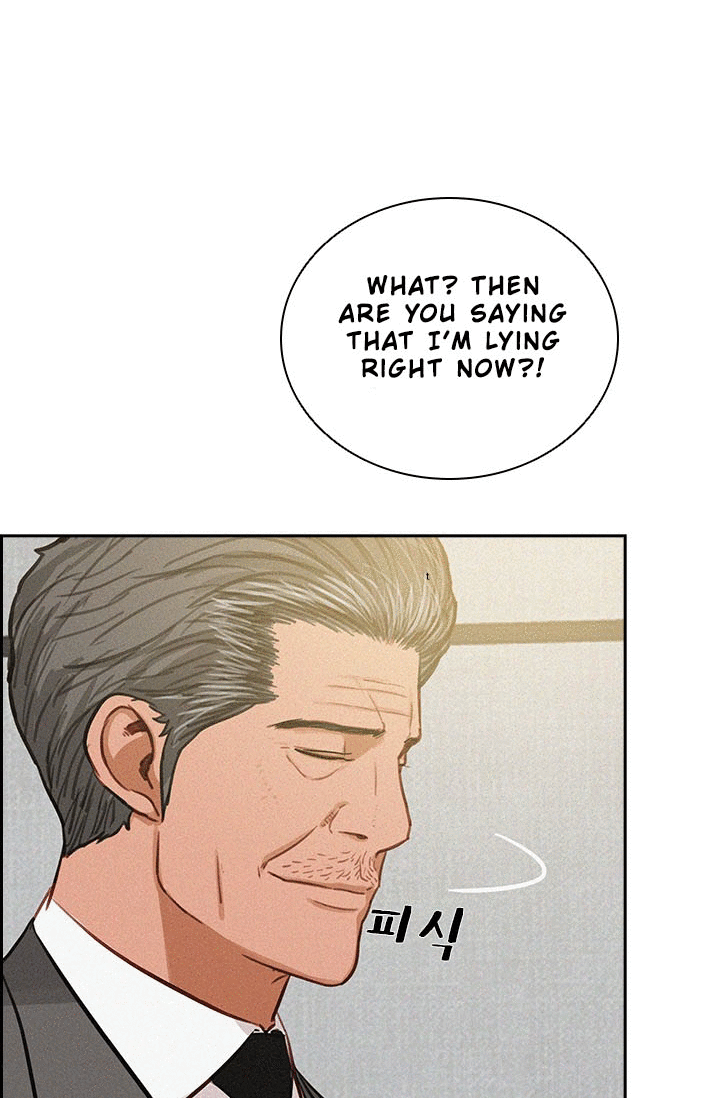 WHAT? THEN
ARE YOU SAYING
THAT I'M LYING
RIGHT NOW?!
피식